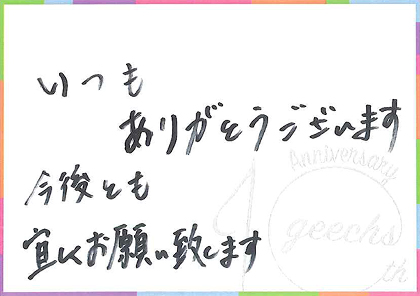 いつも
ありがとうございます
今後とも
宜しくお願い致します
Anniversary
10
geechs
th